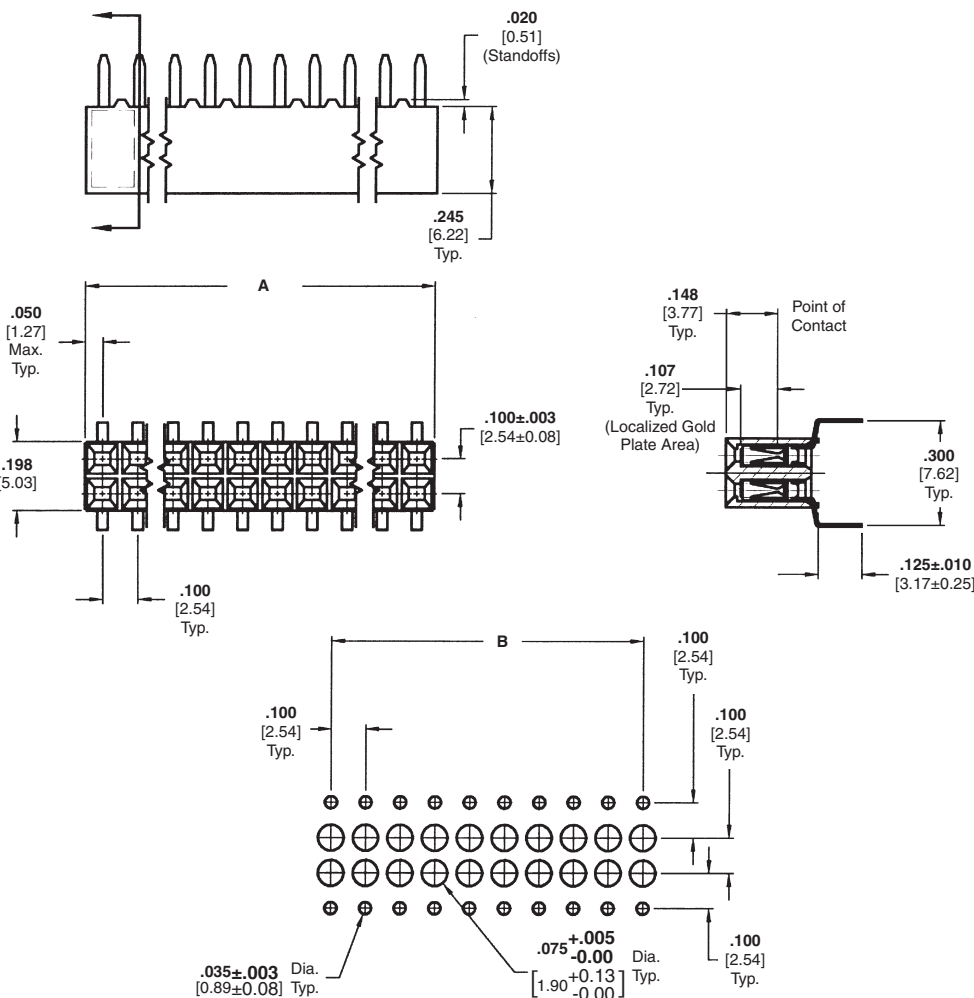 .020
[0.51]
(Standoffs)
.245
[6.22]
Typ.
A
.050
[1.27]
Max.
Typ.
.198
[5.03]
.100±.003
[2.54±0.08]
.100
[2.54]
Typ.
.148
[3.77]
Typ.
Point of
Contact
.107
[2.72]
Typ.
(Localized Gold
Plate Area)
.300
[7.62]
Typ.
.125±.010
[3.17±0.25]
B
.100
[2.54]
Typ.
.100
[2.54]
Typ.
.100
[2.54]
Typ.
.035±.003 Dia.
[0.89±0.08] Typ.
.075 +.005 -0.00 Dia.
[1.90 +0.13 -0.00] Typ.
.100
[2.54]
Typ.